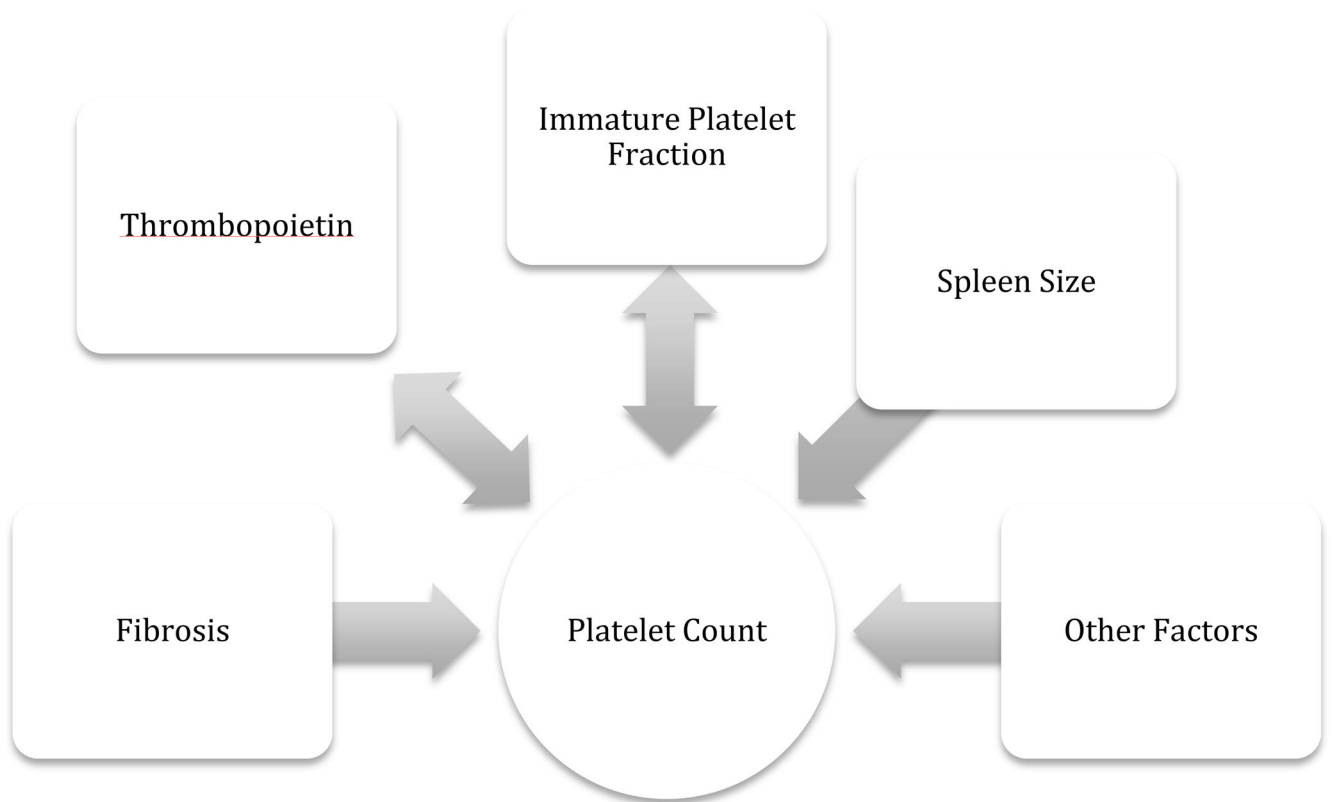 Immature Platelet
Fraction
Thrombopoietin
Spleen Size
Fibrosis
Platelet Count
Other Factors